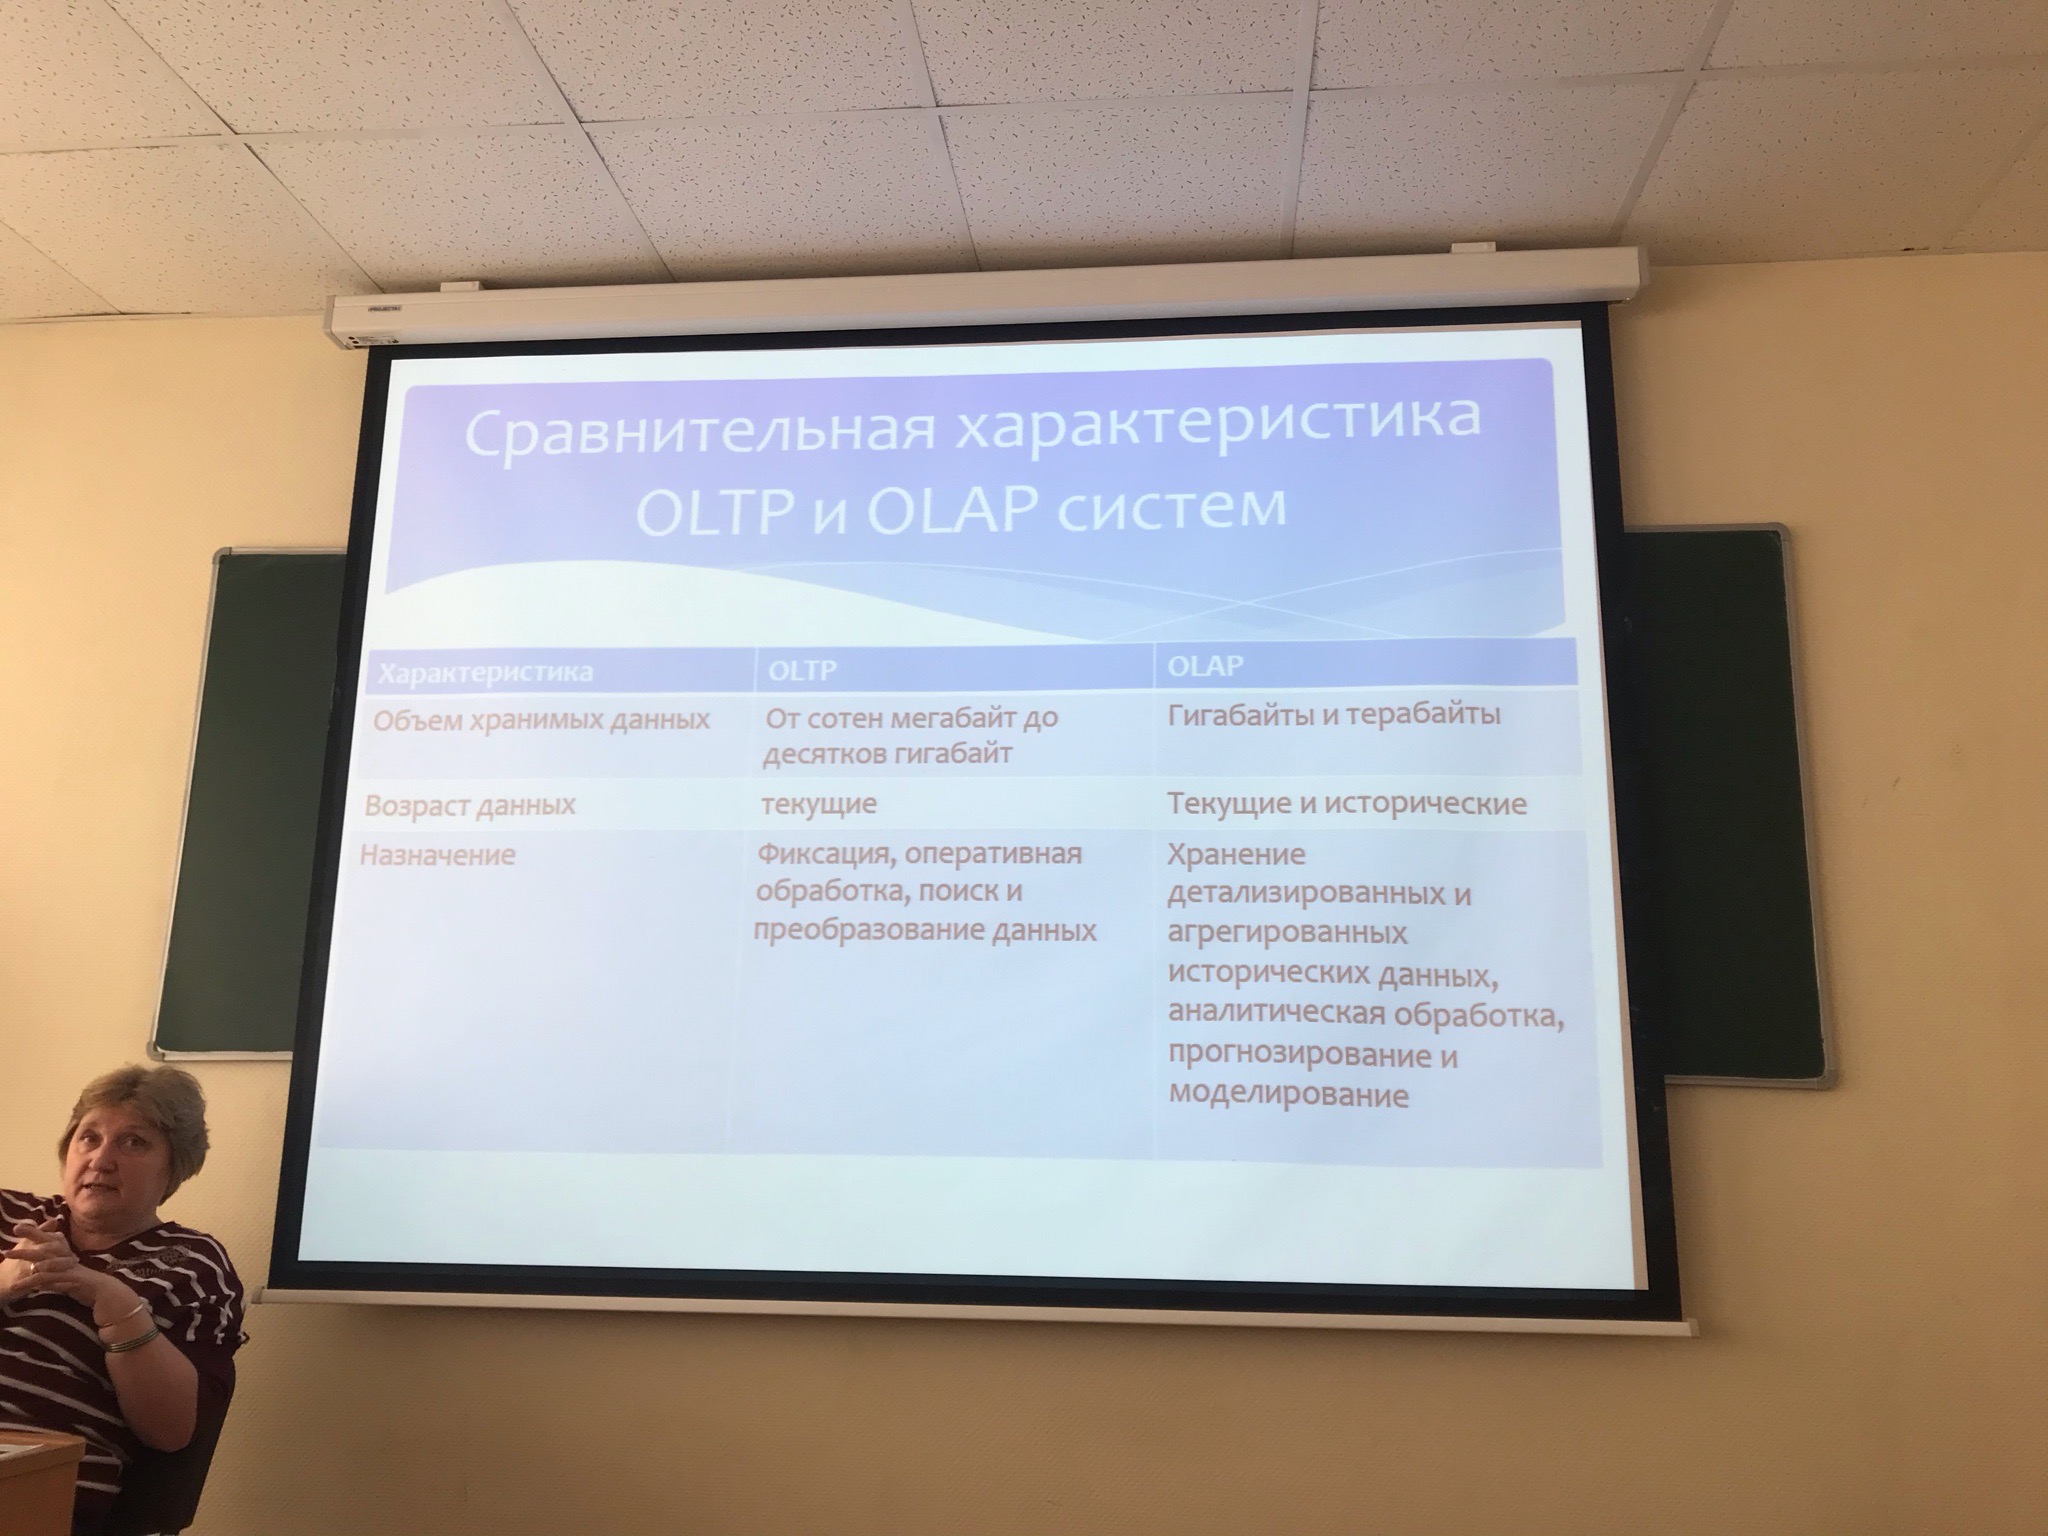 PROJECTA
Сравнительная характеристика
OLTP и OLAP систем
Характеристика
OLTP
OLAP
Объем хранимых данных
От сотен мегабайт до
десятков гигабайт
Гигабайты и терабайты
Возраст данных
текущие
Текущие и исторические
Назначение
Фиксация, оперативная
обработка, поиск и
преобразование данных
Хранение
детализированных и
агрегированных
исторических данных,
аналитическая обработка,
прогнозирование и
моделирование